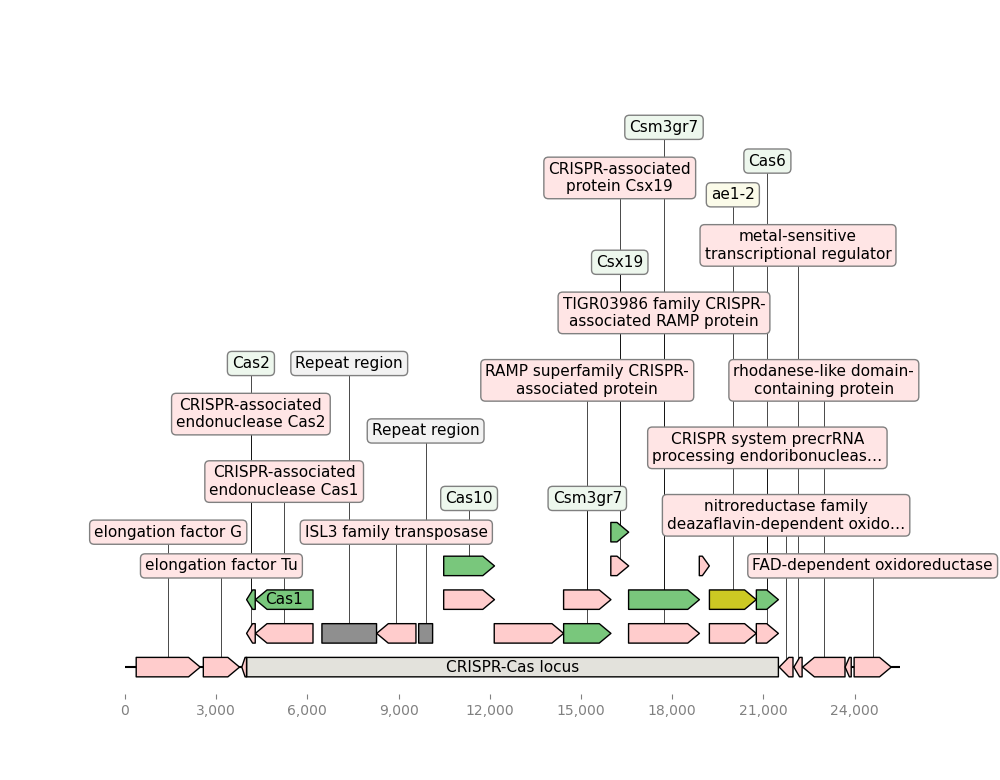 Csm3gr7
Cas6
CRISPR-associated
protein Csx19
ae1-2
metal-sensitive
transcriptional regulator
Csx19
TIGR03986 family CRISPR-
associated RAMP protein
Cas2
Repeat region
RAMP superfamily CRISPR-
associated protein
rhodanese-like domain-
containing protein
CRISPR-associated
endonuclease Cas2
Repeat region
CRISPR system precrRNA
processing endoribonucleas…
CRISPR-associated
endonuclease Cas1
Cas10
Csm3gr7
nitroreductase family
deazaflavin-dependent oxido…
elongation factor G
ISL3 family transposase
elongation factor Tu
FAD-dependent oxidoreductase
Cas1
CRISPR-Cas locus
0
3,000
6,000
9,000
12,000
15,000
18,000
21,000
24,000